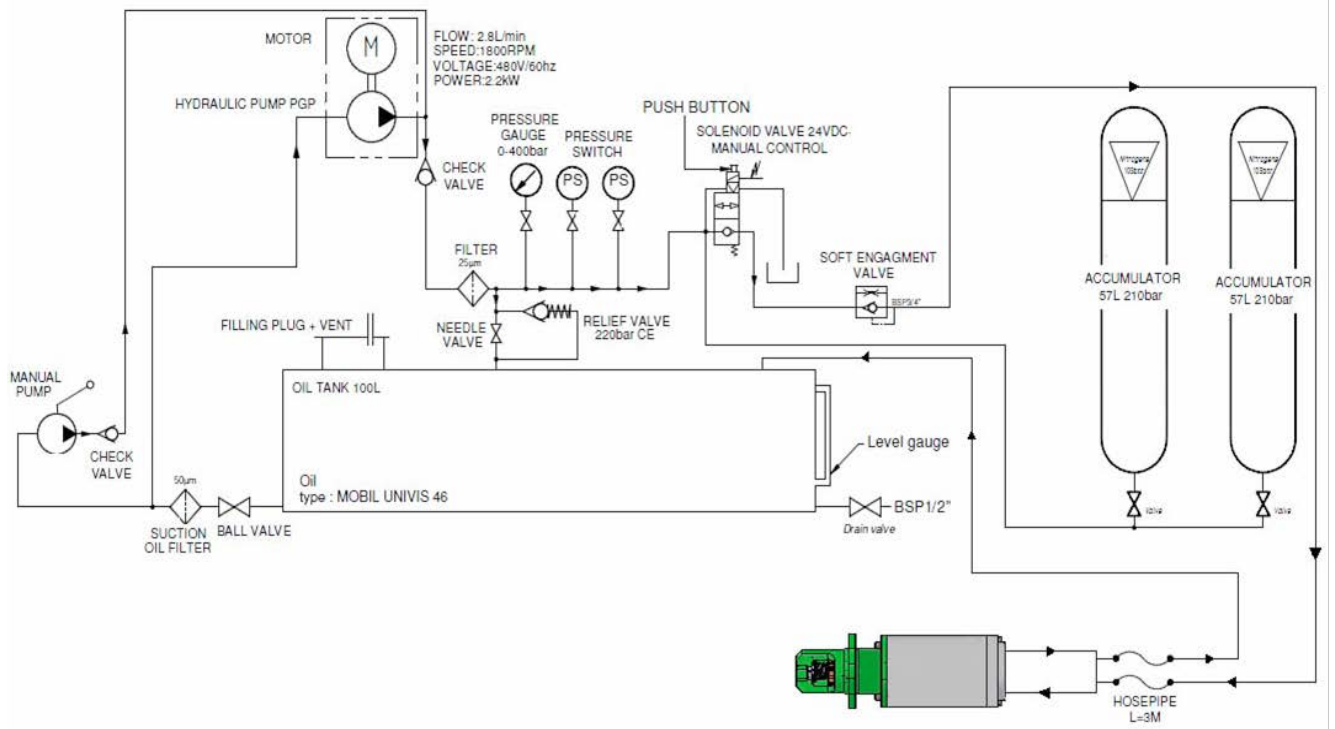 MOTOR
M
FLOW: 2.8L/min
SPEED:1800RPM
VOLTAGE:480V/60hz
POWER:2.2kW
HYDRAULIC PUMP PGP
PRESSURE
GAUGE
0-400bar
PRESSURE
SWITCH
PS
PS
CHECK
VALVE
PUSH BUTTON
SOLENOID VALVE 24VDC-
MANUAL CONTROL
FILTER
25µm
SOFT ENGAGMENT
VALVE
BSP3/4"
ACCUMULATOR
57L 210bar
ACCUMULATOR
57L 210bar
FILLING PLUG + VENT
NEEDLE
VALVE
RELIEF VALVE
220bar CE
MANUAL
PUMP
CHECK
VALVE
OIL TANK 100L
Oil
type : MOBIL UNIVIS 46
Level gauge
50µm
SUCTION
OIL FILTER
BALL VALVE
BSP1/2"
Drain valve
Valve
Valve
HOSEPIPE
L=3M